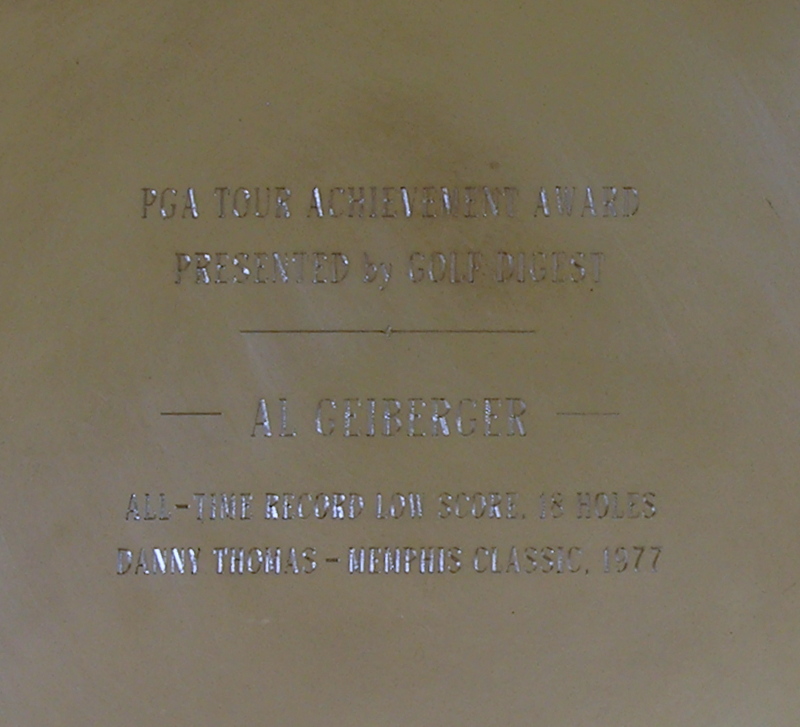 PGA TOUR ACHIEVEMENT AWARD
PRESENTED by GOLF DIGEST
AL GEIBERGER
ALL-TIME RECORD LOW SCORE, 18 HOLES
DANNY THOMAS - MEMPHIS CLASSIC, 1977